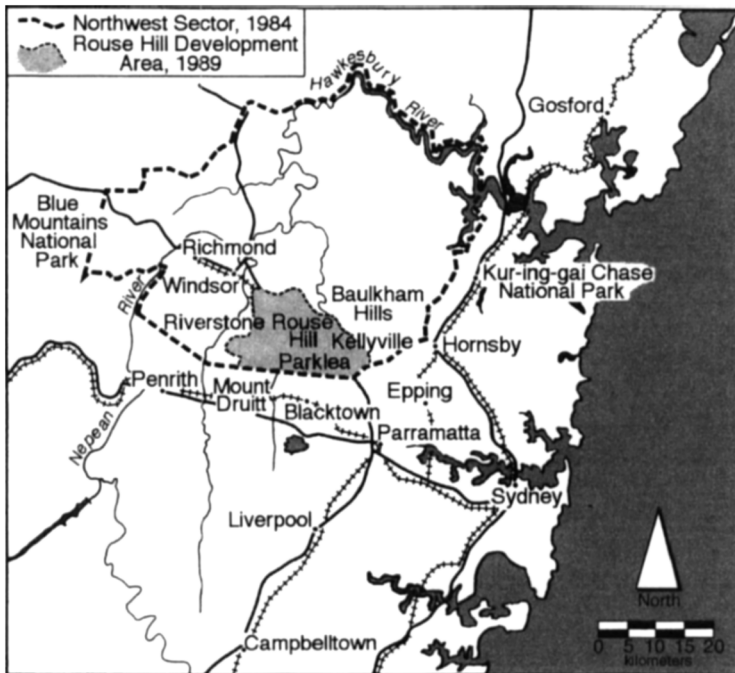 Northwest Sector, 1984
Rouse Hill Development
Area, 1989
Hawkesbury
River
Gosford
Blue
Mountains
National
Park
Richmond
Kur-ing-gai Chase
National Park
River
Windsor
Baulkham
Hills
Riverstone
Rouse
Hill
Kellyville
Parklea
Hornsby
Penrith
Mount
Druitt
Epping
Blacktown
Nepean
Parramatta
Sydney
Liverpool
North
Campbelltown
0 5 10 15 20
kilometers